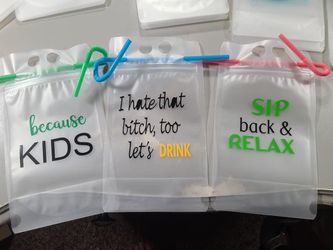 because
KIDS
I hate that
bitch, too
let's DRINK
SIP
back &
RELAX